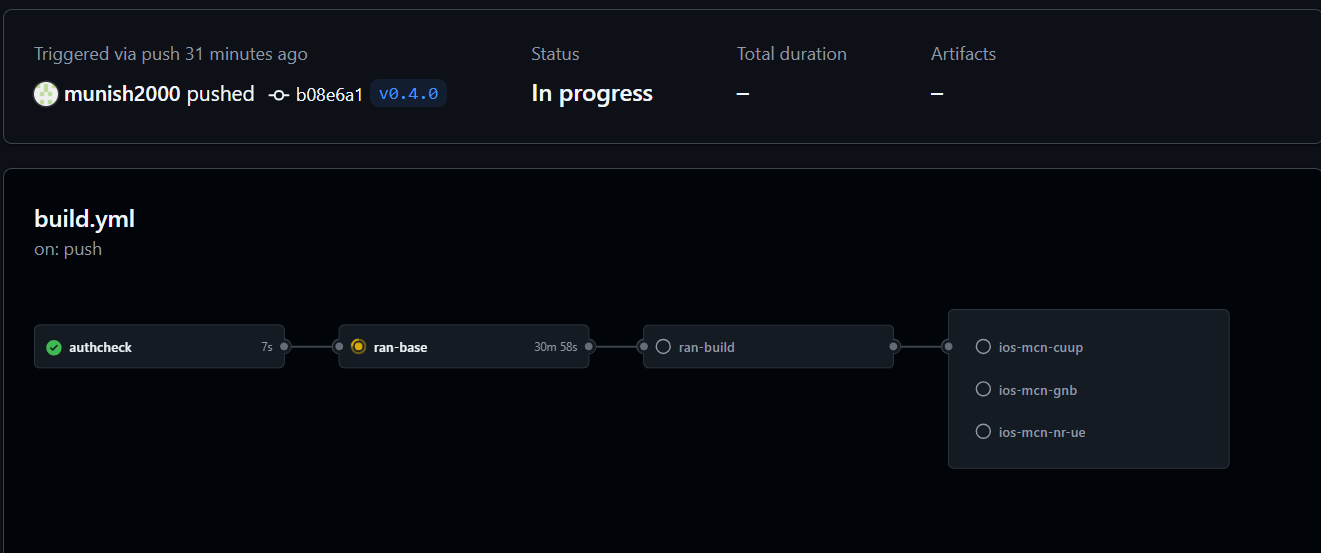 Triggered via push 31 minutes ago
munish2000 pushed b08e6a1 v0.4.0
Status
In progress
Total duration
–
Artifacts
–
build.yml
on: push
authcheck 7s
ran-base 30m 58s
ran-build
ios-mcn-cuup
ios-mcn-gnb
ios-mcn-nr-ue